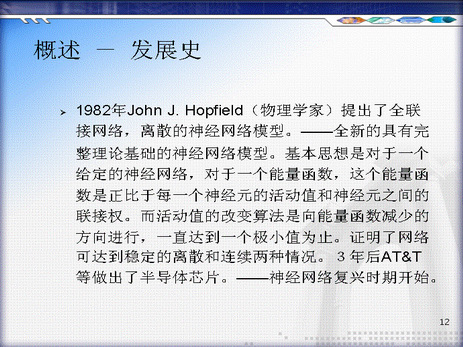 概述 － 发展史
➢ 1982年John J. Hopfield（物理学家）提出了全联
接网络，离散的神经网络模型。——全新的具有完
整理论基础的神经网络模型。基本思想是对于一个
给定的神经网络，对于一个能量函数，这个能量函
数是正比于每一个神经元的活动值和神经元之间的
联接权。而活动值的改变算法是向能量函数减少的
方向进行，一直达到一个极小值为止。证明了网络
可达到稳定的离散和连续两种情况。３年后AT&T
等做出了半导体芯片。——神经网络复兴时期开始。
12